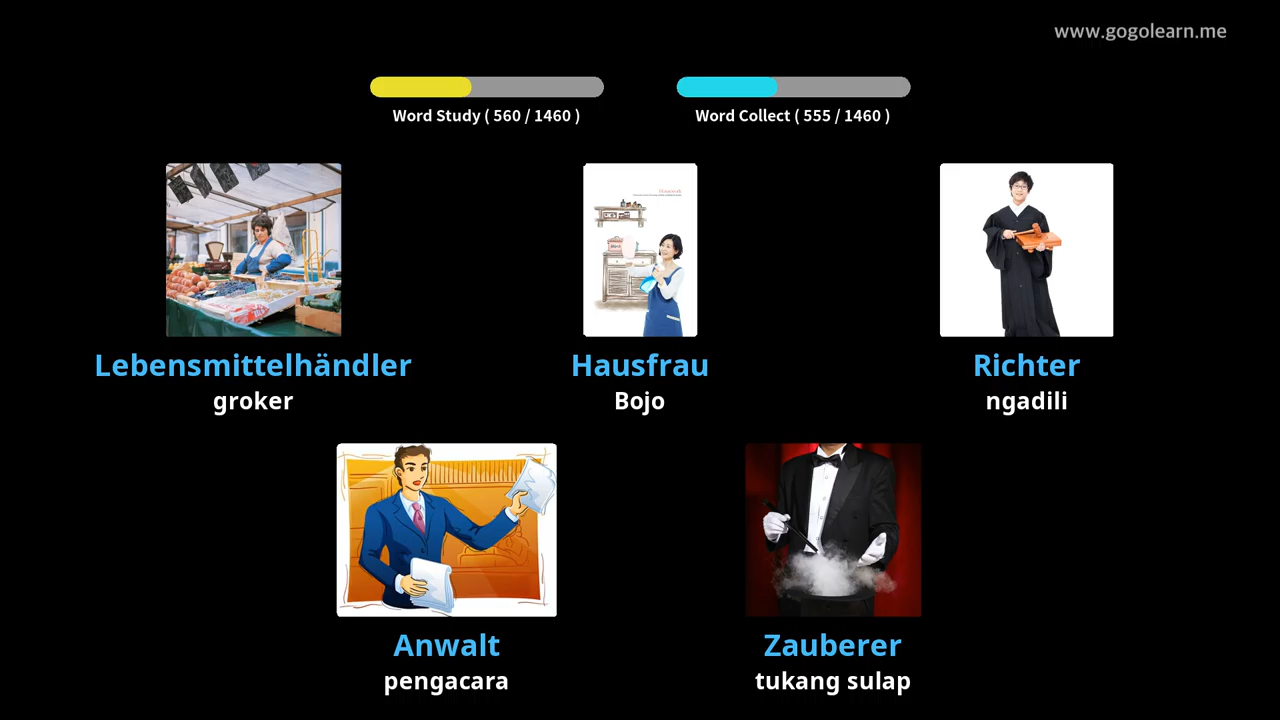 www.gogolearn.me
Word Study ( 560 / 1460 )
Word Collect ( 555 / 1460 )
Lebensmittelhändler
groker
Hausfrau
Bojo
Richter
ngadili
Anwalt
pengacara
Zauberer
tukang sulap